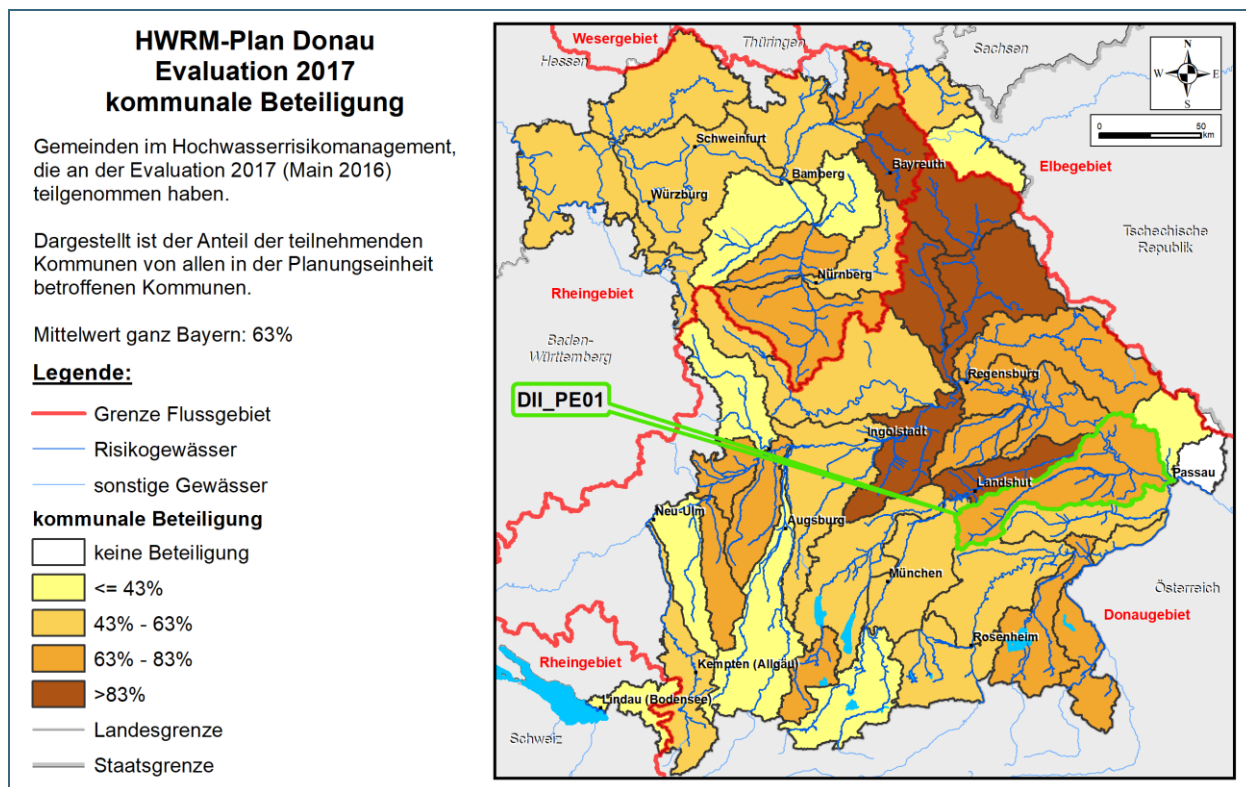 HWRM-Plan Donau
Evaluation 2017
kommunale Beteiligung
Gemeinden im Hochwasserrisikomanagement,
die an der Evaluation 2017 (Main 2016)
teilgenommen haben.
Dargestellt ist der Anteil der teilnehmenden
Kommunen von allen in der Planungseinheit
betroffenen Kommunen.
Mittelwert ganz Bayern: 63%
Legende:
Grenze Flussgebiet
Risikogewässer
sonstige Gewässer
kommunale Beteiligung
keine Beteiligung
<= 43%
43% - 63%
63% - 83%
>83%
Landesgrenze
Staatsgrenze
Wesergebiet
Thüringen
Sachsen
Hessen
N
W E
S
0 50
km
Schweinfurt
Bayreuth
Elbegebiet
Bamberg
Würzburg
Tschechische
Republik
Nürnberg
Rheingebiet
Baden-
Württemberg
Regensburg
DII_PE01
Ingolstadt
Passau
Landshut
Neu-Ulm
Augsburg
München
Österreich
Donaugebiet
Rosenheim
Rheingebiet
Kempten (Allgäu)
Lindau (Bodensee)
Schweiz